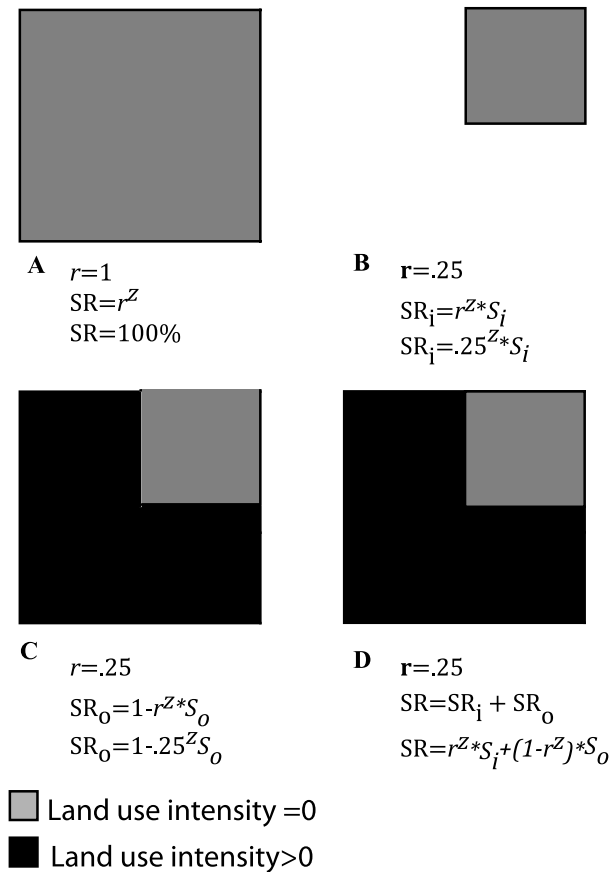 A r=1
SR=r^Z
SR=100%
B r=.25
SR_i=r^Z*S_i
SR_i=.25^Z*S_i
C r=.25
SR_o=1-r^Z*S_o
SR_o=1-.25^Z S_o
D r=.25
SR=SR_i + SR_o
SR=r^Z*S_i+(1-r^Z)*S_o
Land use intensity =0
Land use intensity>0